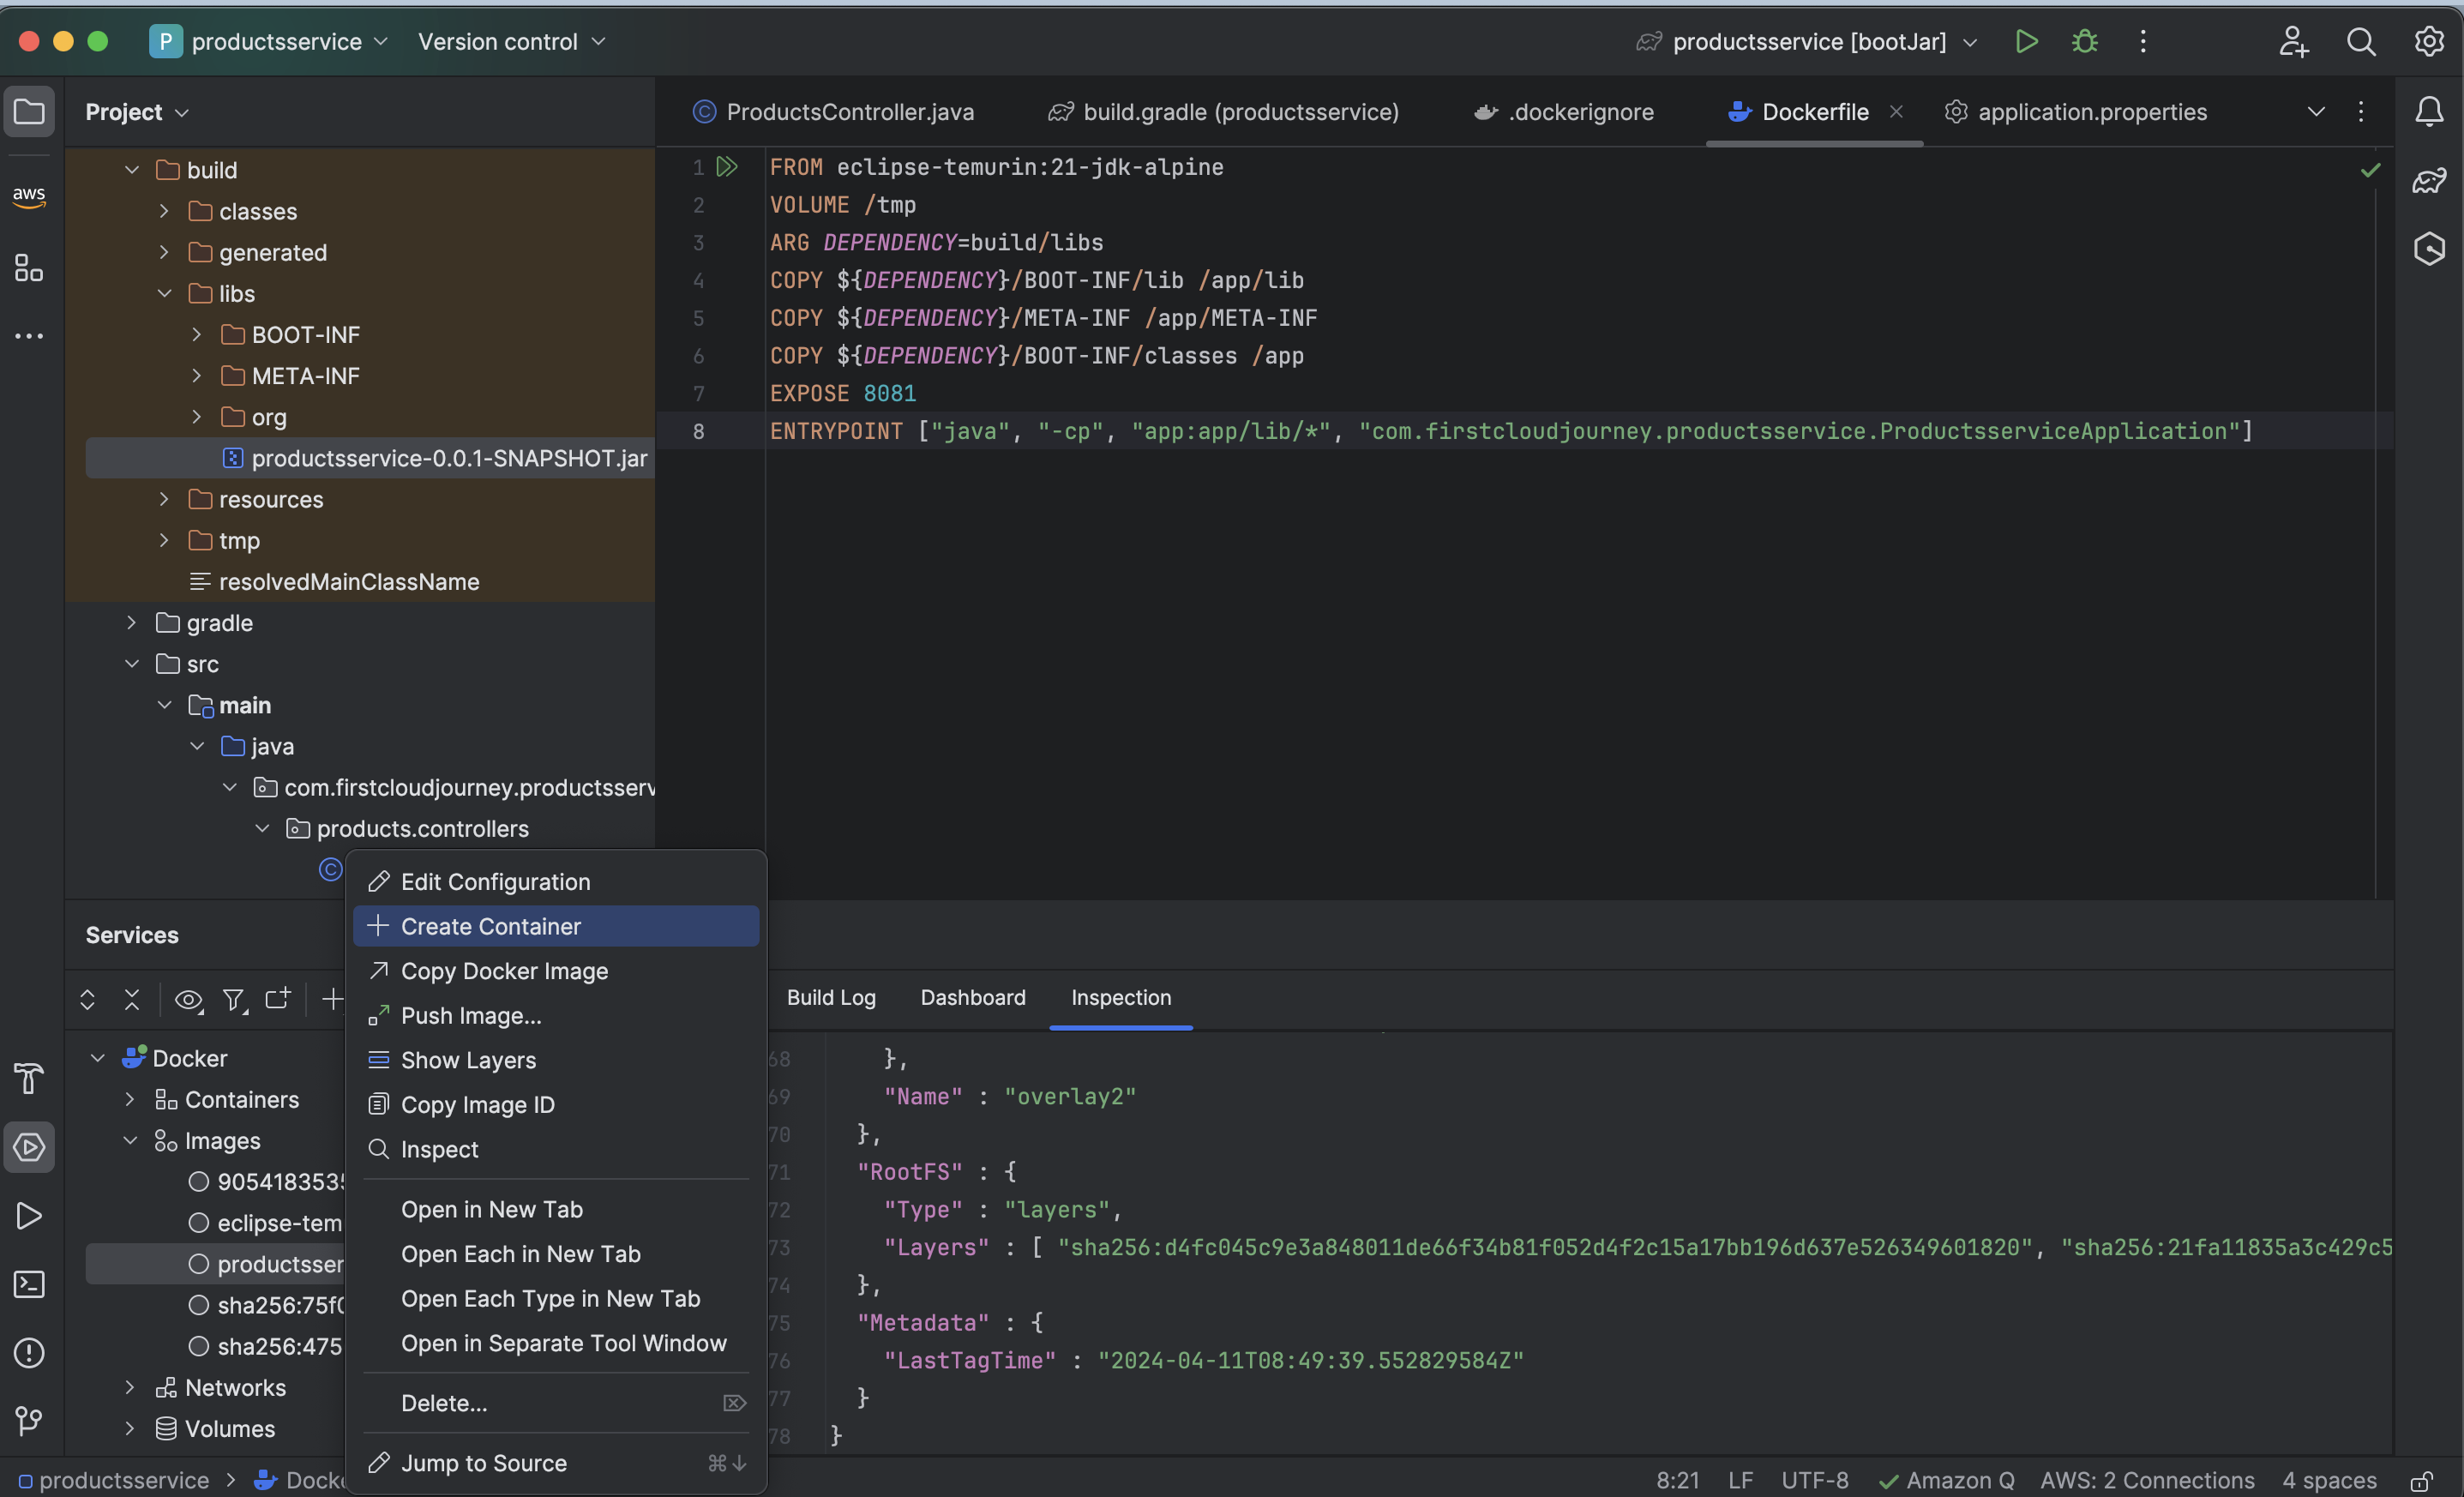 P productsservice Version control
productsservice [bootJar]
Project
aws
build
classes
generated
libs
BOOT-INF
META-INF
org
productsservice-0.0.1-SNAPSHOT.jar
resources
tmp
resolvedMainClassName
gradle
src
main
java
com.firstcloudjourney.productsserv
products.controllers
C
ProductsController.java build.gradle (productsservice) .dockerignore Dockerfile application.properties
1 FROM eclipse-temurin:21-jdk-alpine
2 VOLUME /tmp
3 ARG DEPENDENCY=build/libs
4 COPY ${DEPENDENCY}/BOOT-INF/lib /app/lib
5 COPY ${DEPENDENCY}/META-INF /app/META-INF
6 COPY ${DEPENDENCY}/BOOT-INF/classes /app
7 EXPOSE 8081
8 ENTRYPOINT ["java", "-cp", "app:app/lib/*", "com.firstcloudjourney.productsservice.ProductsserviceApplication"]
Services
Docker
Containers
Images
9054183535
eclipse-tem
productsser
sha256:75f0
sha256:475
Networks
Volumes
Edit Configuration
Create Container
Copy Docker Image
Push Image...
Show Layers
Copy Image ID
Inspect
Open in New Tab
Open Each in New Tab
Open Each Type in New Tab
Open in Separate Tool Window
Delete... ⌦
Jump to Source ⌘↓
Build Log Dashboard Inspection
68 },
69 "Name" : "overlay2"
70 },
71 "RootFS" : {
72 "Type" : "layers",
73 "Layers" : [ "sha256:d4fc045c9e3a848011de66f34b81f052d4f2c15a17bb196d637e526349601820", "sha256:21fa11835a3c429c5
74 },
75 "Metadata" : {
76 "LastTagTime" : "2024-04-11T08:49:39.552829584Z"
77 }
78 }
productsservice > Docke
8:21 LF UTF-8 Amazon Q AWS: 2 Connections 4 spaces